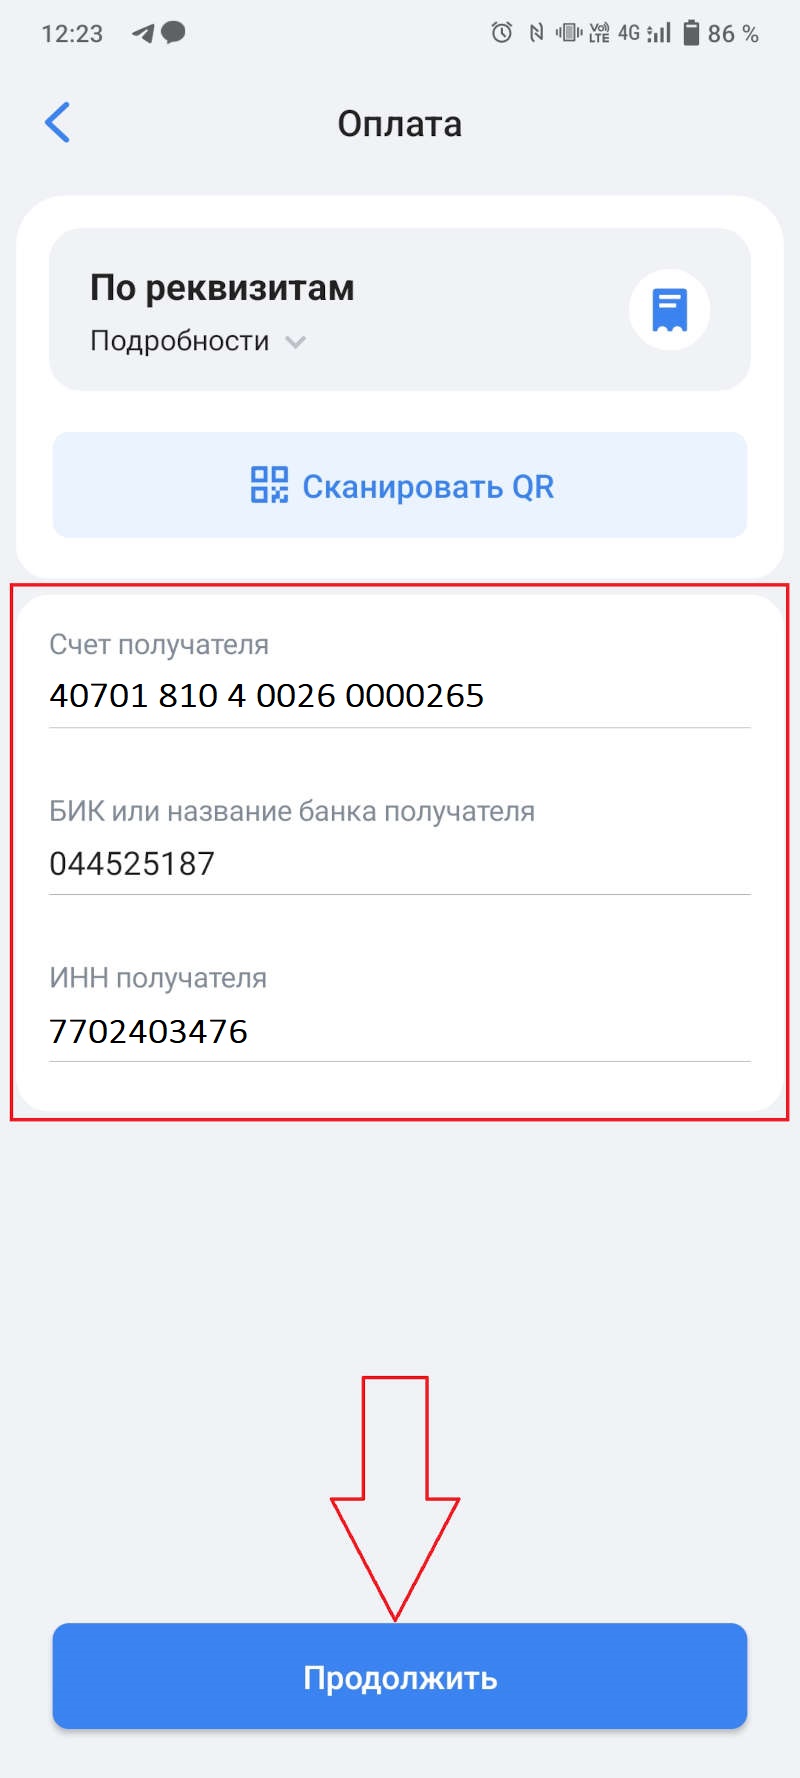 12:23 VoI) LTE 4G 86 %
Оплата
По реквизитам
Подробности
Сканировать QR
Счет получателя
40701 810 4 0026 0000265
БИК или название банка получателя
044525187
ИНН получателя
7702403476
Продолжить